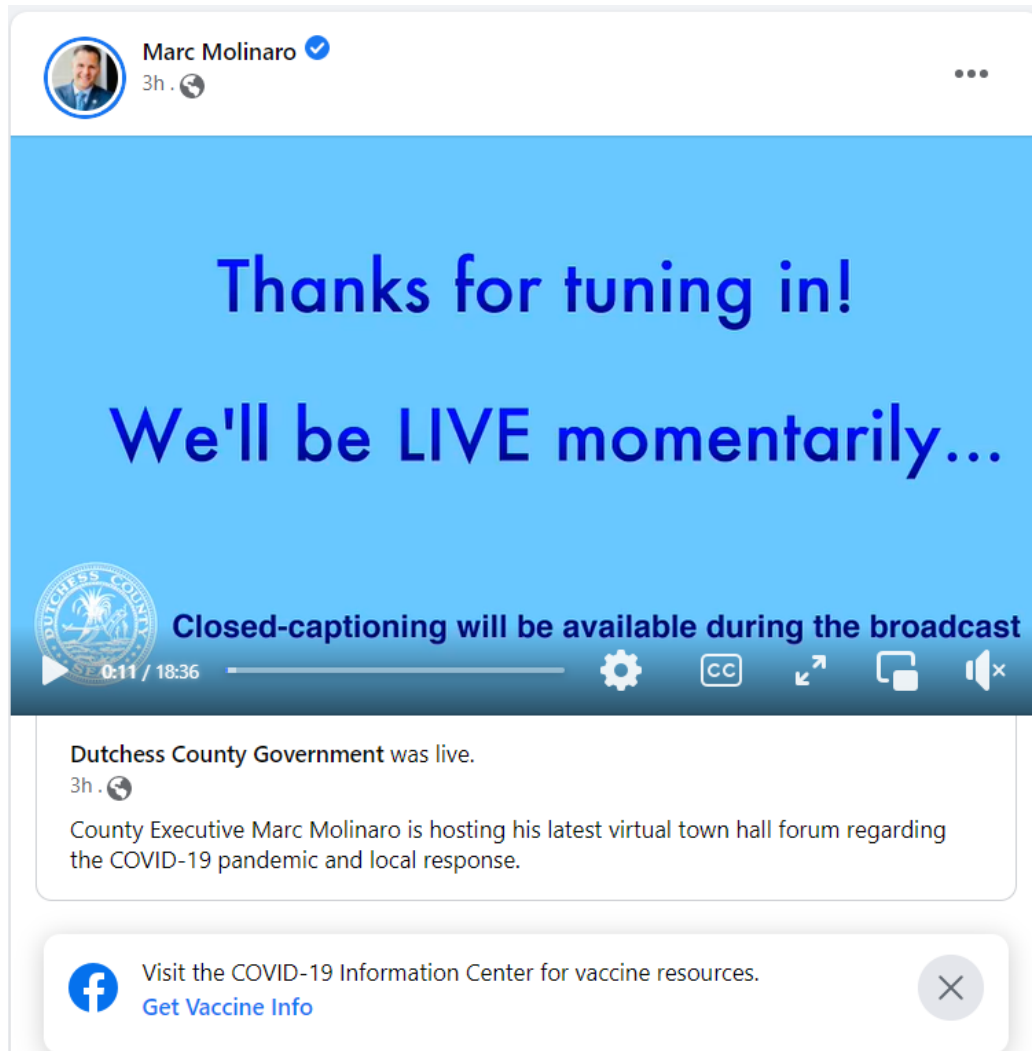 Marc Molinaro
3h .
Thanks for tuning in!
We'll be LIVE momentarily...
DUTCHESS COUNTY
SEAL
Closed-captioning will be available during the broadcast
0:11 / 18:36
CC
Dutchess County Government was live.
3h .
County Executive Marc Molinaro is hosting his latest virtual town hall forum regarding
the COVID-19 pandemic and local response.
Visit the COVID-19 Information Center for vaccine resources.
Get Vaccine Info